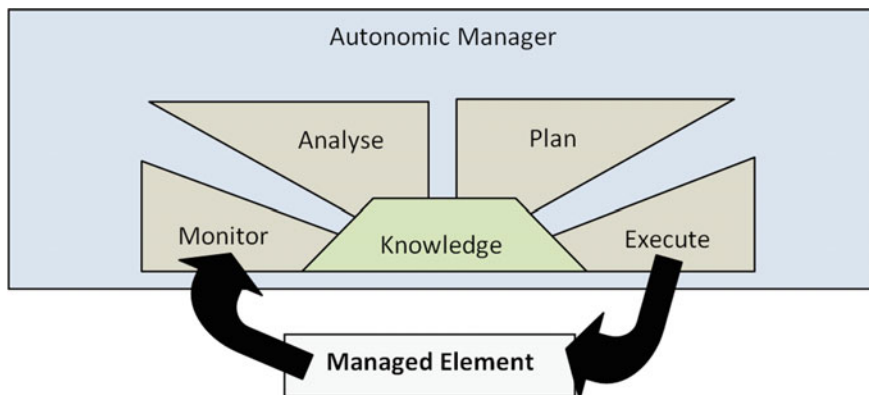 Autonomic Manager
Analyse
Plan
Monitor
Knowledge
Execute
Managed Element